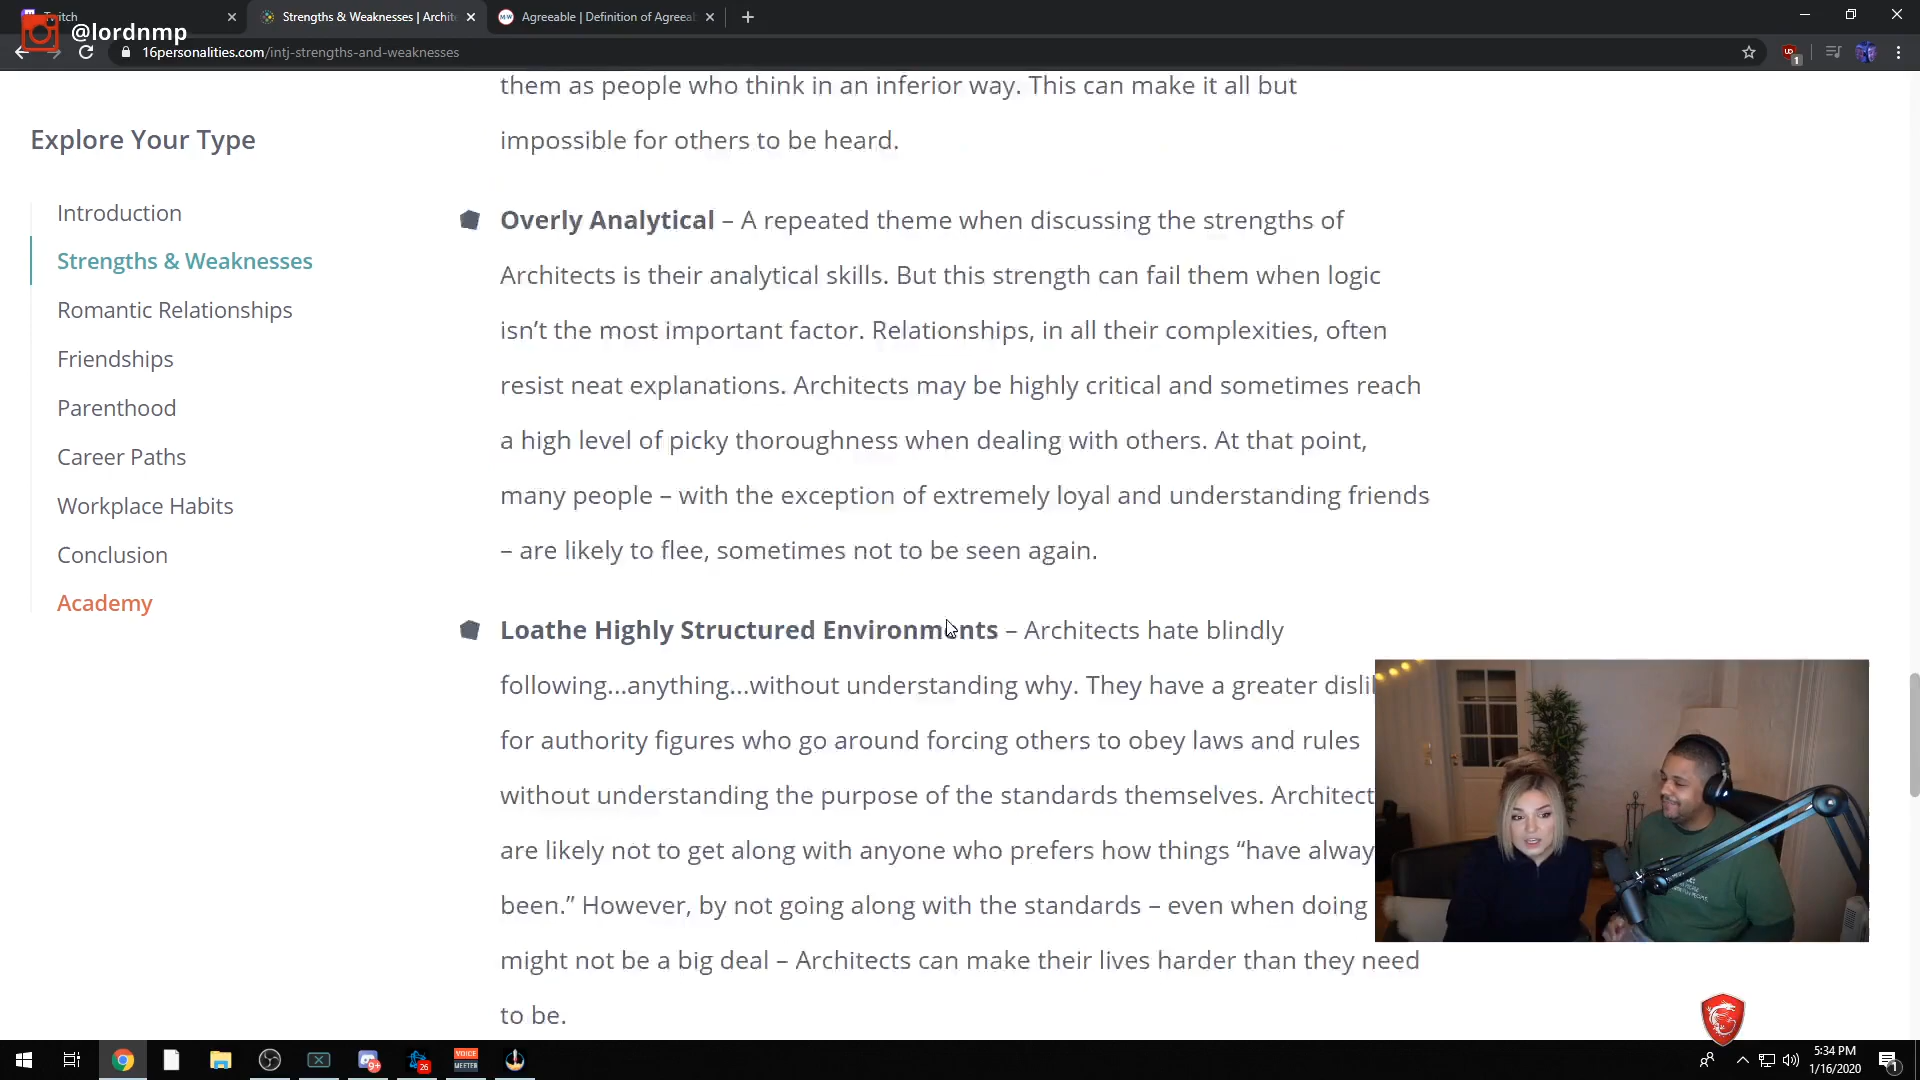 Twitch
Strengths & Weaknesses | Archite
Agreeable | Definition of Agreeab
@lordnmp
16personalities.com/intj-strengths-and-weaknesses
them as people who think in an inferior way. This can make it all but
impossible for others to be heard.
Explore Your Type
Introduction
Strengths & Weaknesses
Romantic Relationships
Friendships
Parenthood
Career Paths
Workplace Habits
Conclusion
Academy
Overly Analytical – A repeated theme when discussing the strengths of
Architects is their analytical skills. But this strength can fail them when logic
isn’t the most important factor. Relationships, in all their complexities, often
resist neat explanations. Architects may be highly critical and sometimes reach
a high level of picky thoroughness when dealing with others. At that point,
many people – with the exception of extremely loyal and understanding friends
– are likely to flee, sometimes not to be seen again.
Loathe Highly Structured Environments – Architects hate blindly
following...anything...without understanding why. They have a greater disli
for authority figures who go around forcing others to obey laws and rules
without understanding the purpose of the standards themselves. Architect
are likely not to get along with anyone who prefers how things “have alway
been.” However, by not going along with the standards – even when doing
might not be a big deal – Architects can make their lives harder than they need
to be.
9+
26
VOICE
MEETER
5:34 PM
1/16/2020
1